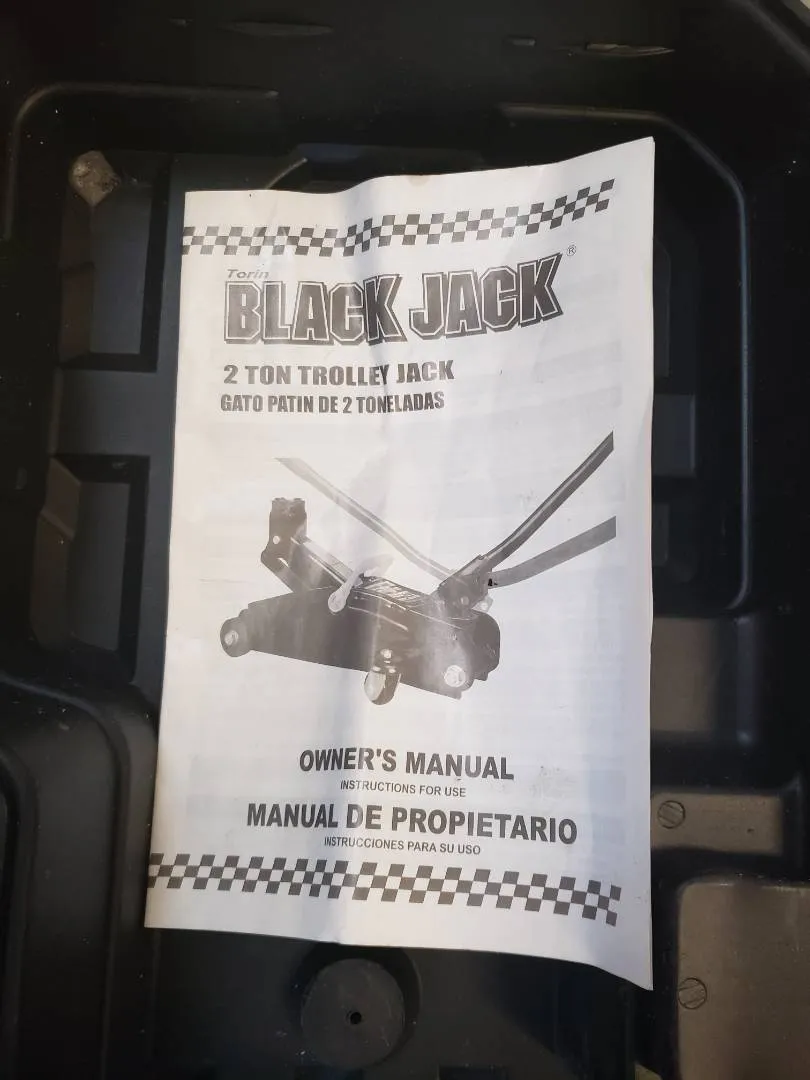 Torin
BLACK JACK®
2 TON TROLLEY JACK
GATO PATIN DE 2 TONELADAS
OWNER'S MANUAL
INSTRUCTIONS FOR USE
MANUAL DE PROPIETARIO
INSTRUCCIONES PARA SU USO